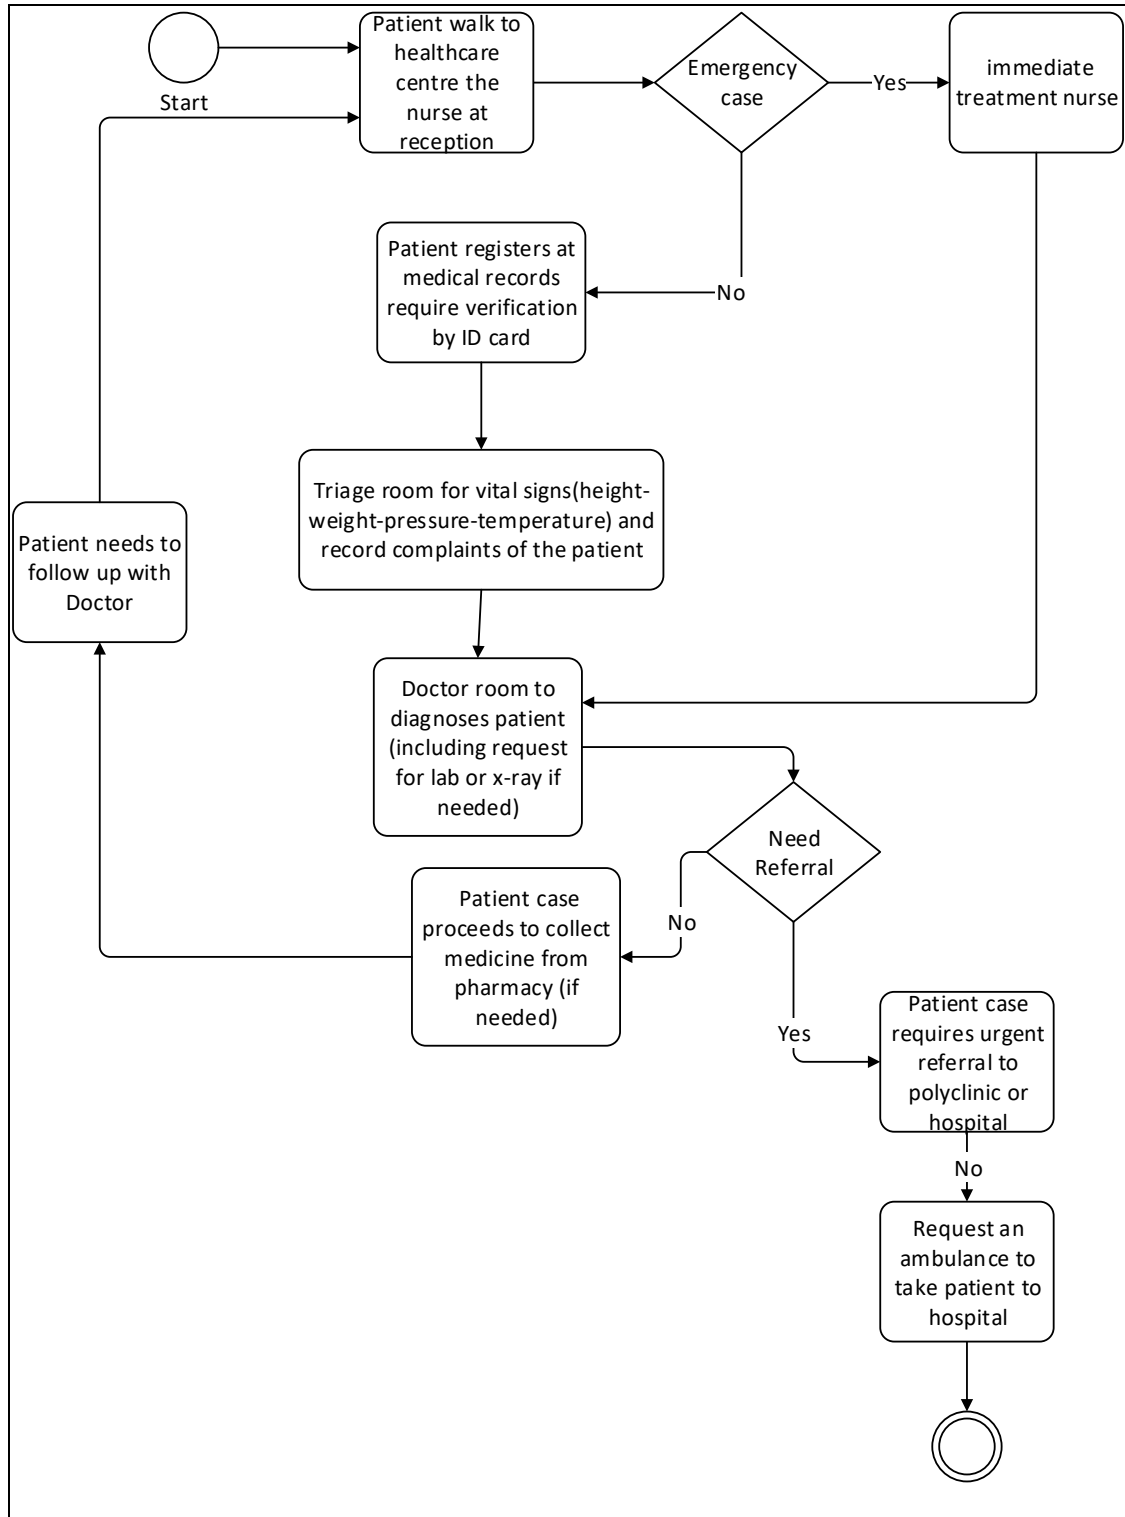 Start
Patient walk to
healthcare
centre the
nurse at
reception
Emergency
case
Yes
immediate
treatment nurse
No
Patient registers at
medical records
require verification
by ID card
Triage room for vital signs(height-
weight-pressure-temperature) and
record complaints of the patient
Patient needs to
follow up with
Doctor
Doctor room to
diagnoses patient
(including request
for lab or x-ray if
needed)
Need
Referral
No
Patient case
proceeds to collect
medicine from
pharmacy (if
needed)
Yes
Patient case
requires urgent
referral to
polyclinic or
hospital
No
Request an
ambulance to
take patient to
hospital